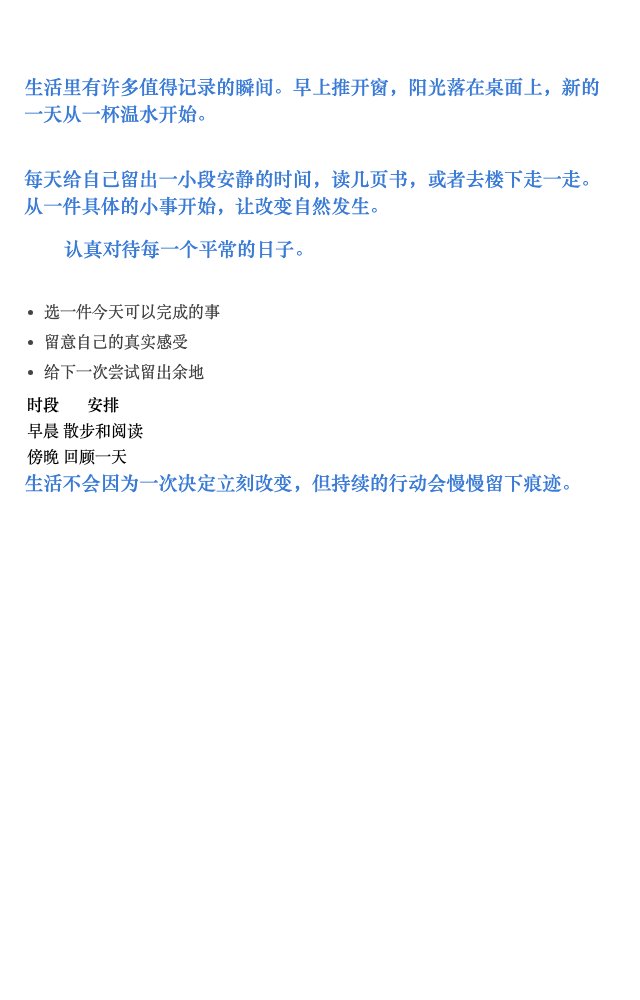 生活里有许多值得记录的瞬间。早上推开窗，阳光落在桌面上，新的
一天从一杯温水开始。
每天给自己留出一小段安静的时间，读几页书，或者去楼下走一走。
从一件具体的小事开始，让改变自然发生。
认真对待每一个平常的日子。
• 选一件今天可以完成的事
• 留意自己的真实感受
• 给下一次尝试留出余地
时段 安排
早晨 散步和阅读
傍晚 回顾一天
生活不会因为一次决定立刻改变，但持续的行动会慢慢留下痕迹。